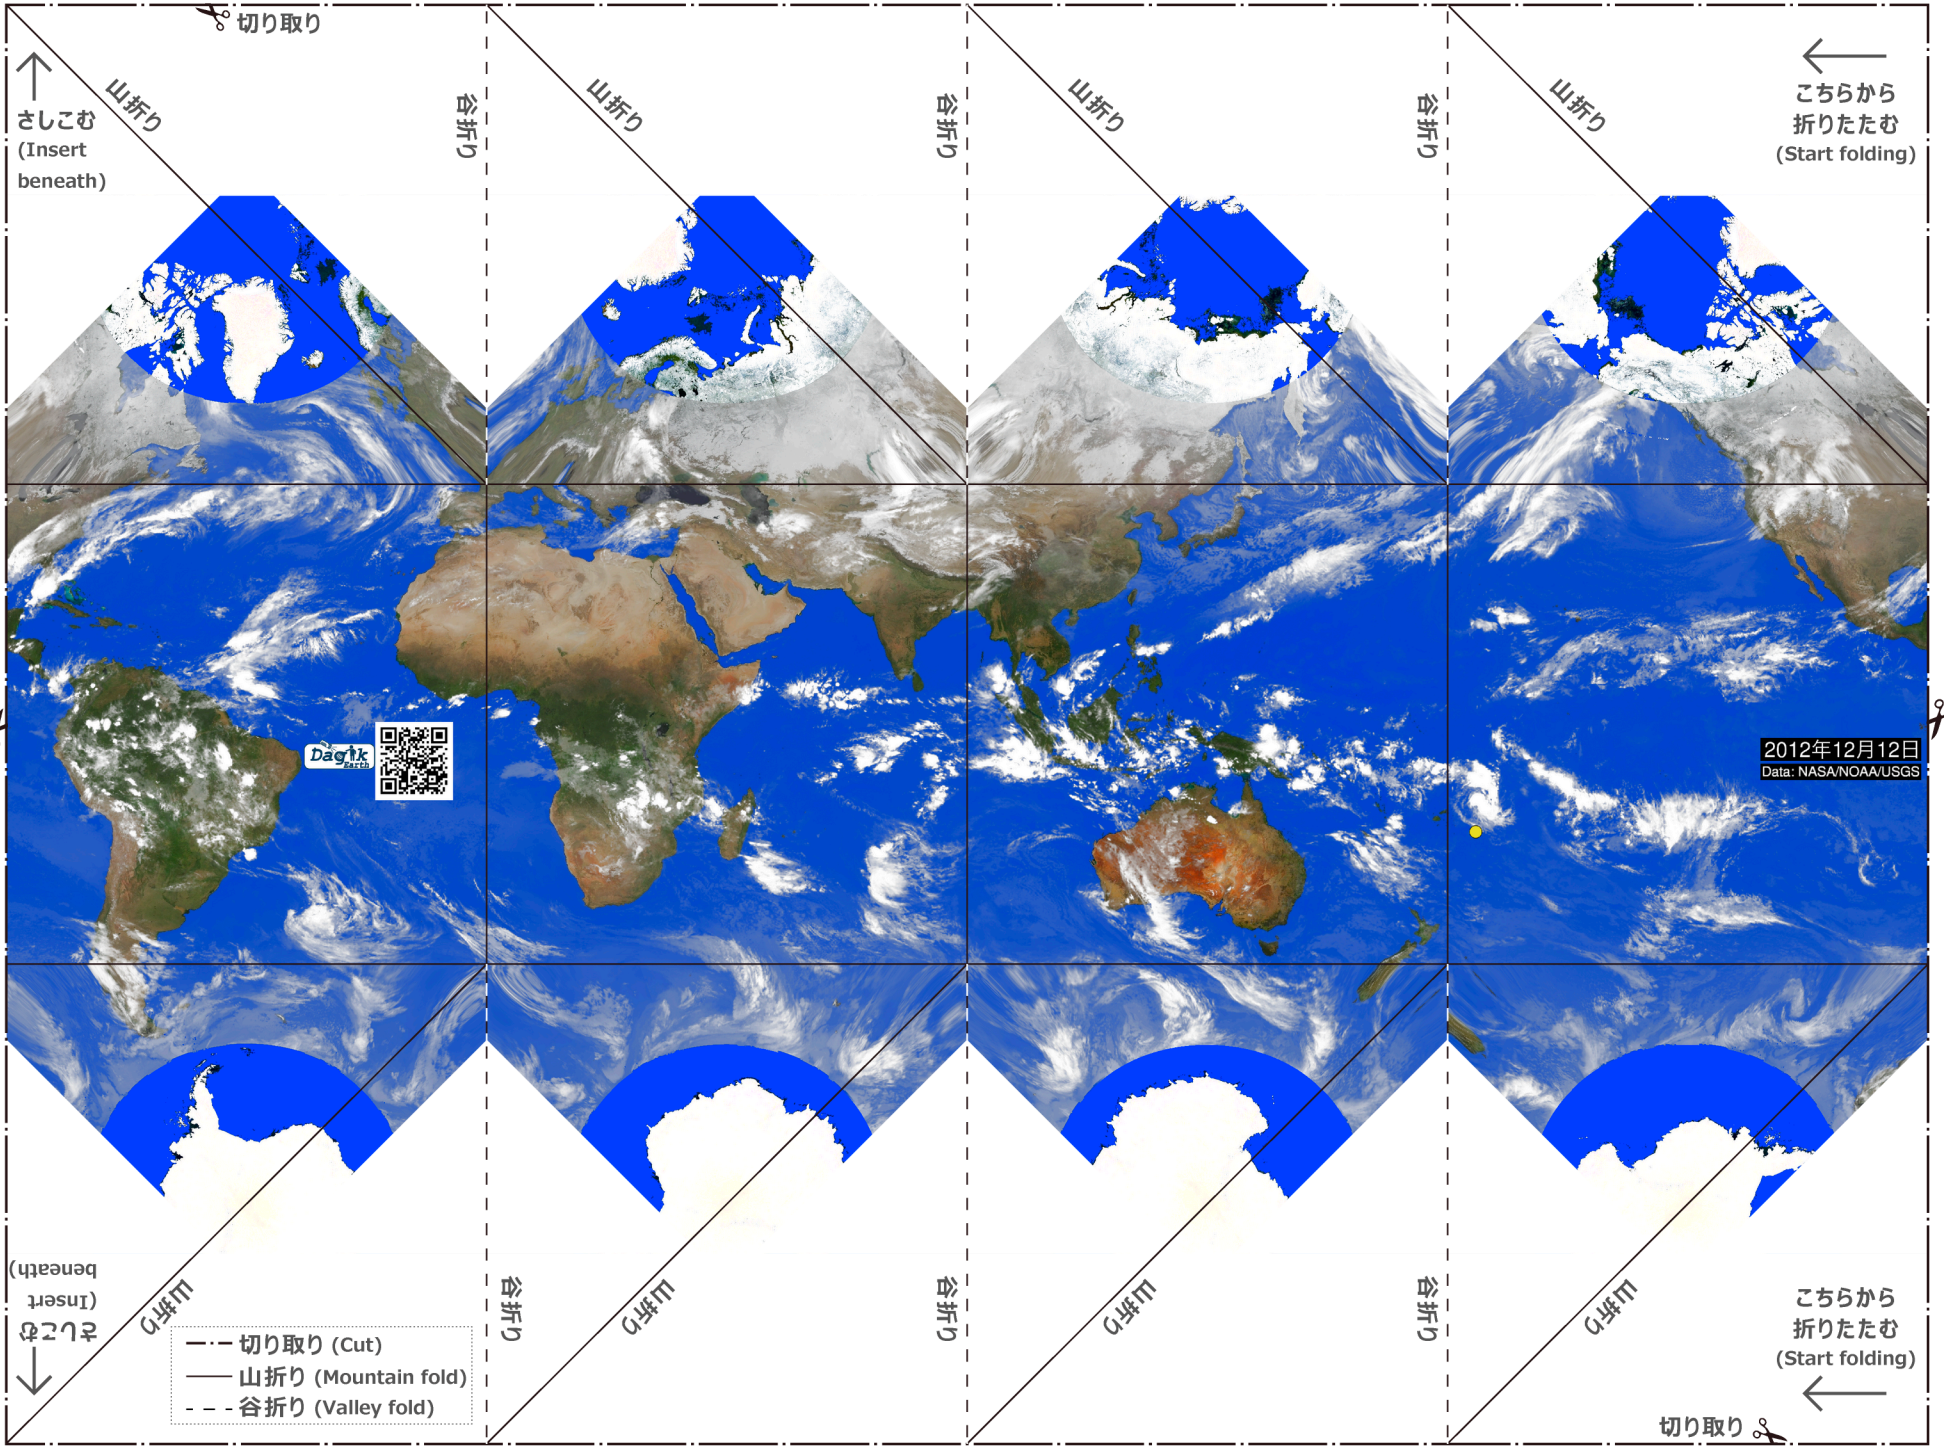 切り取り
山折り
谷折り
山折り
谷折り
山折り
谷折り
山折り
さしこむ
(Insert
beneath)
こちらから
折りたたむ
(Start folding)
Dagik
Earth
2012年12月12日
Data: NASA/NOAA/USGS
さしこむ
(Insert
beneath)
山折り
谷折り
山折り
谷折り
山折り
谷折り
山折り
こちらから
折りたたむ
(Start folding)
切り取り (Cut)
山折り (Mountain fold)
谷折り (Valley fold)
切り取り